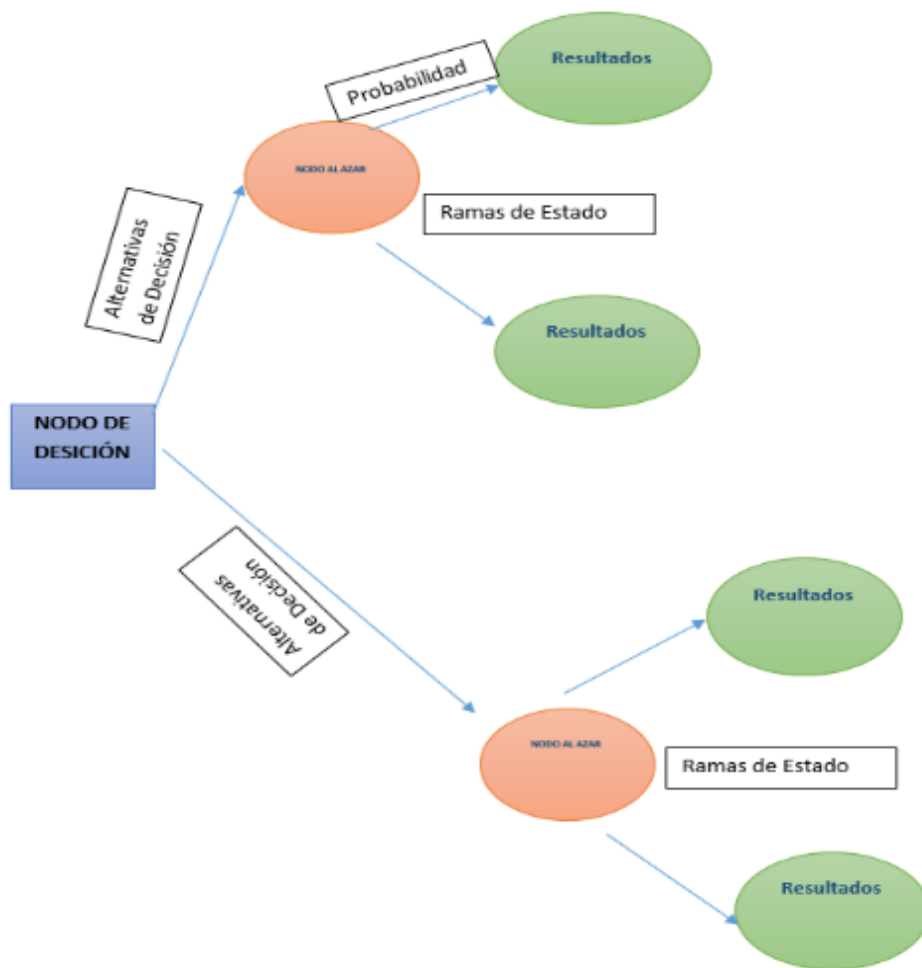 Resultados
Probabilidad
NODO AL AZAR
Ramas de Estado
Alternativas
de Decisión
Resultados
NODO DE
DESICIÓN
Alternativas
de Decisión
Resultados
NODO AL AZAR
Ramas de Estado
Resultados